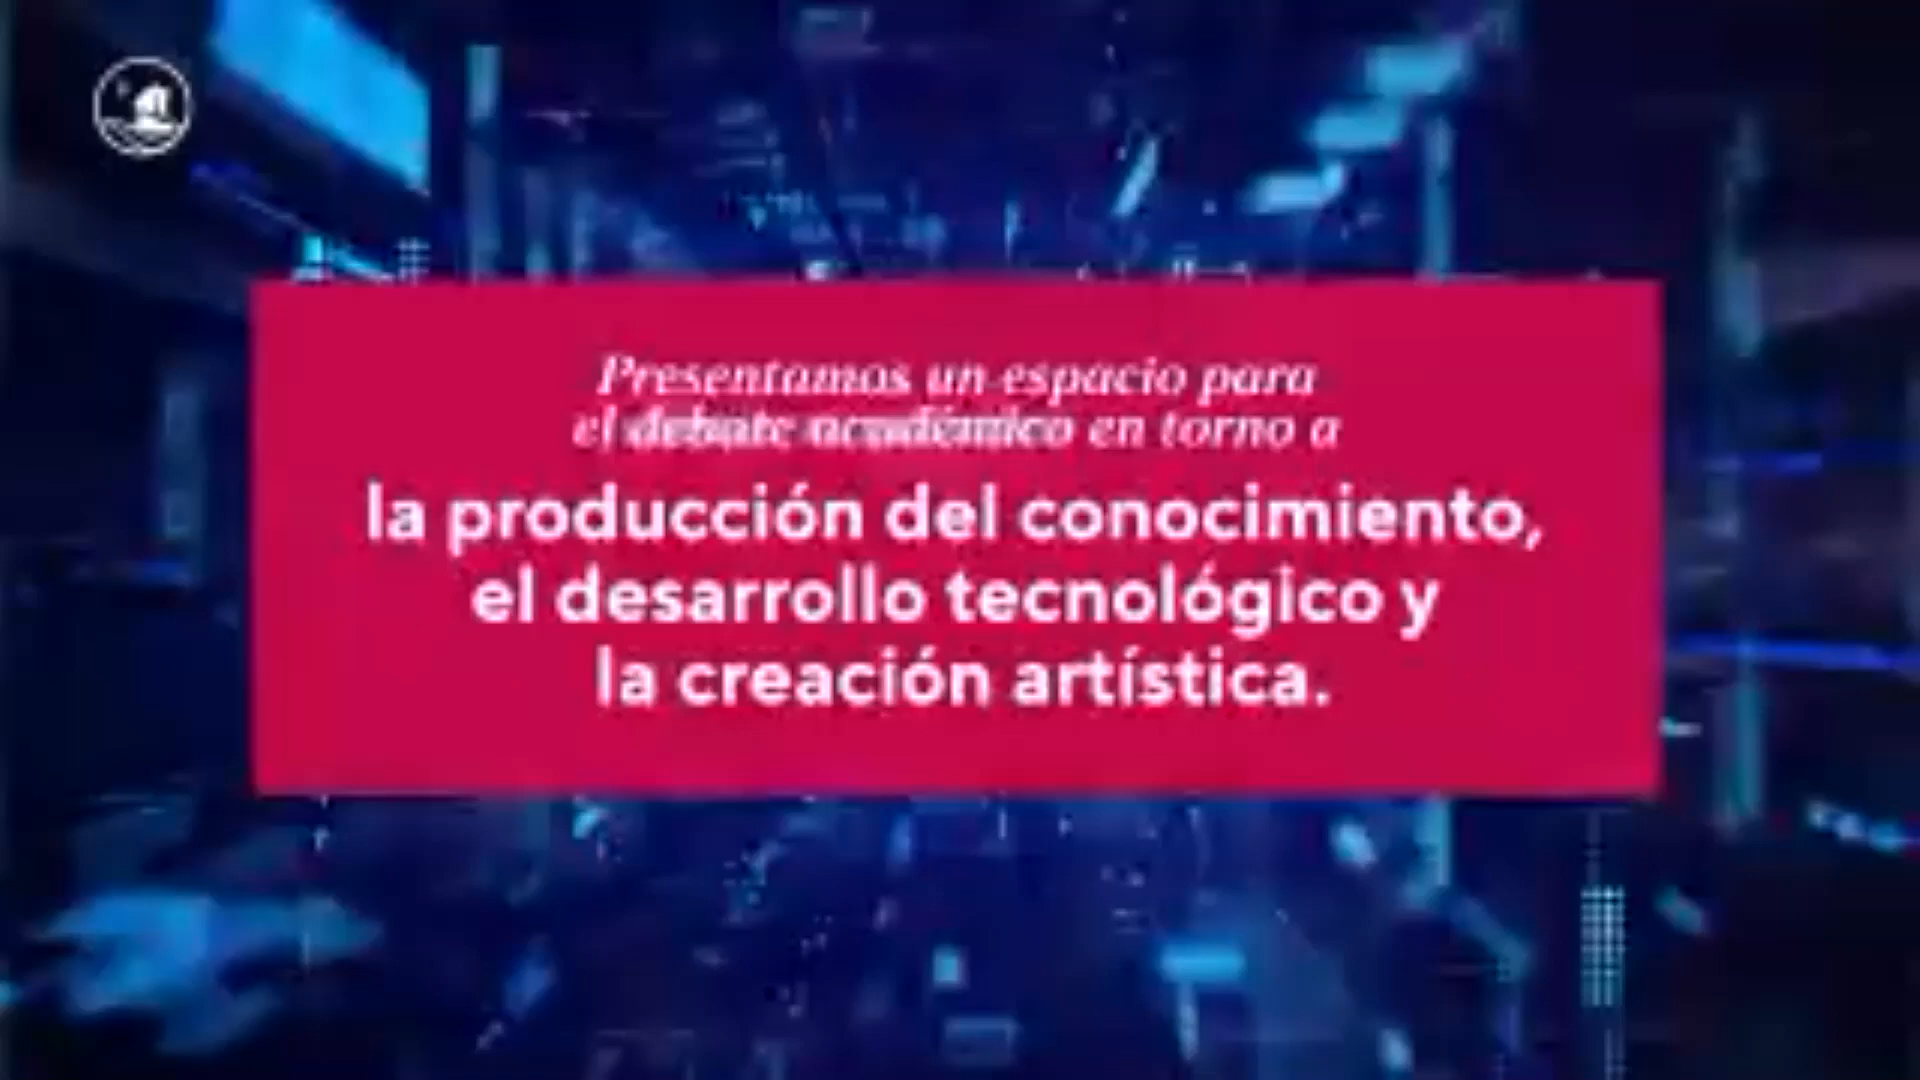 Presentamos un espacio para
el debate académico en torno a
la producción del conocimiento,
el desarrollo tecnológico y
la creación artística.